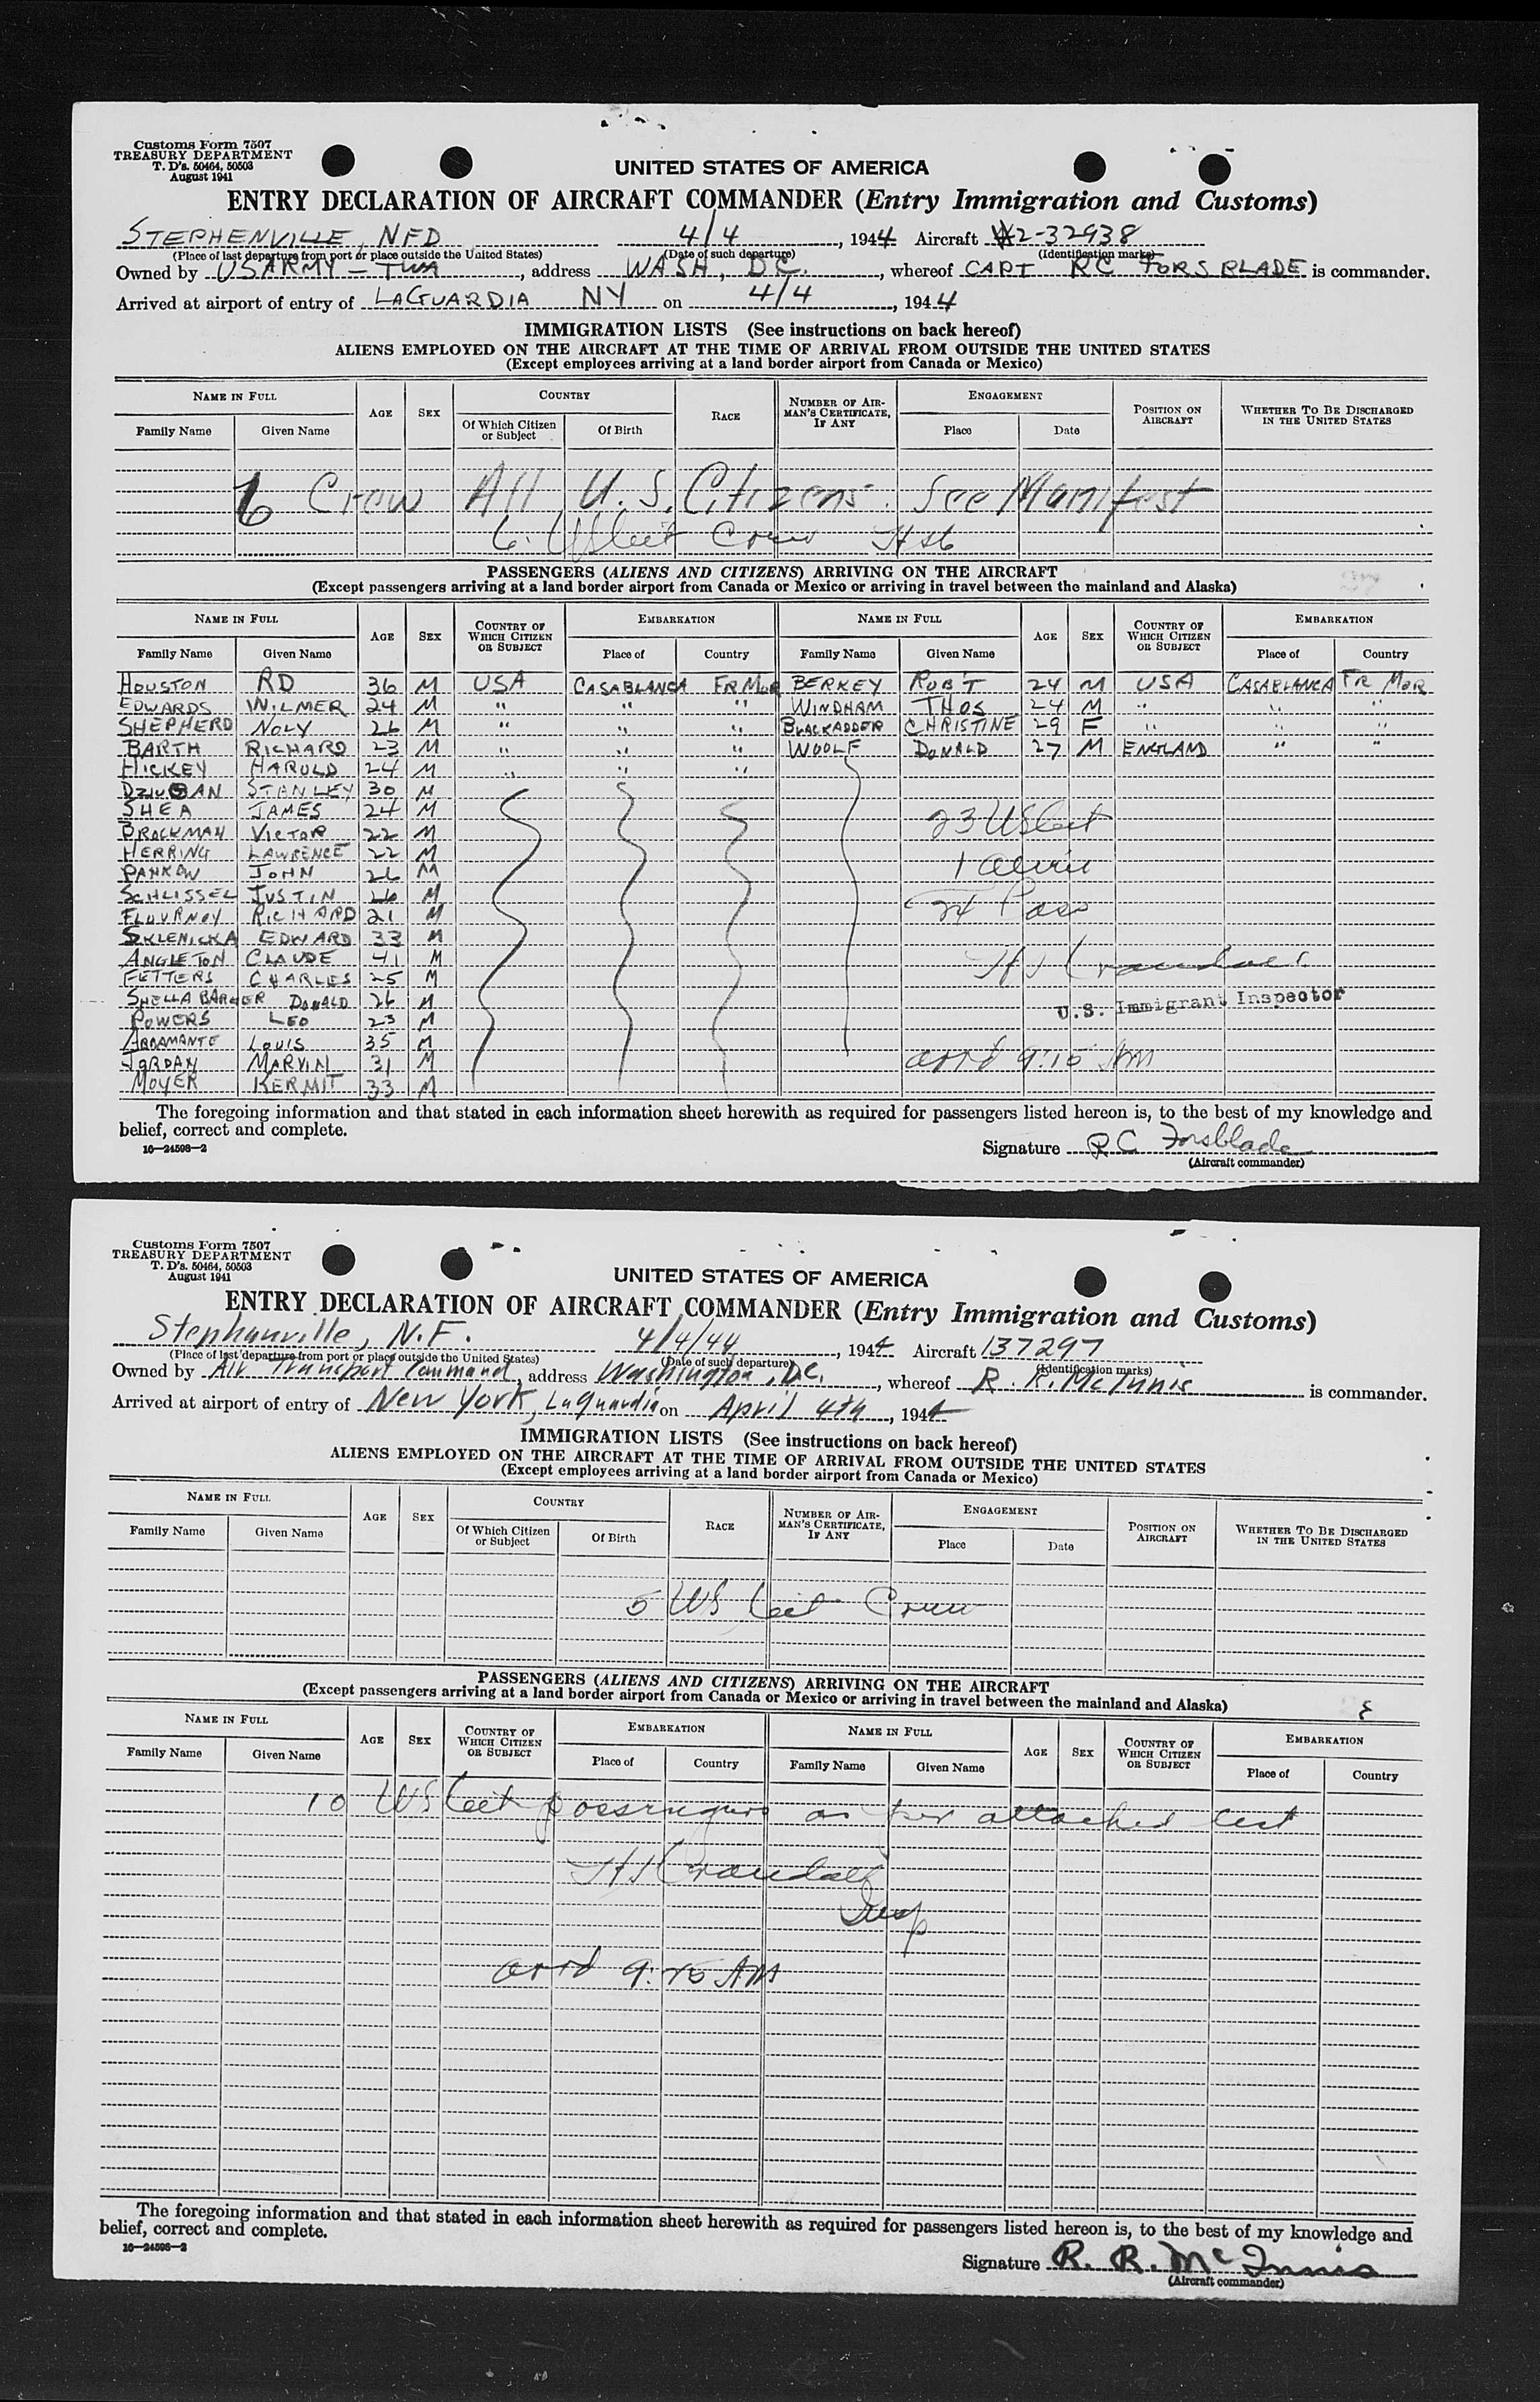 Customs Form 7507
TREASURY DEPARTMENT
T. D's. 50464, 50503
August 1941
UNITED STATES OF AMERICA
ENTRY DECLARATION OF AIRCRAFT COMMANDER (Entry Immigration and Customs)
STEPHENVILLE, NFD 4/4, 1944 Aircraft 42-32938
(Place of last departure from port or place outside the United States) (Date of such departure) (Identification marks)
Owned by US ARMY - TWA, address WASH, DC., whereof CAPT RC FORSBLADE is commander.
Arrived at airport of entry of LAGUARDIA NY on 4/4, 1944
IMMIGRATION LISTS (See instructions on back hereof)
ALIENS EMPLOYED ON THE AIRCRAFT AT THE TIME OF ARRIVAL FROM OUTSIDE THE UNITED STATES
(Except employees arriving at a land border airport from Canada or Mexico)
NAME IN FULL AGE SEX COUNTRY RACE NUMBER OF AIRMAN'S CERTIFICATE, IF ANY ENGAGEMENT POSITION ON AIRCRAFT WHETHER TO BE DISCHARGED IN THE UNITED STATES
Family Name Given Name Of Which Citizen or Subject Of Birth Place Date
6 Crew All U.S. Citizens. See Manifest
6 US Cit Crew
PASSENGERS (ALIENS AND CITIZENS) ARRIVING ON THE AIRCRAFT
(Except passengers arriving at a land border airport from Canada or Mexico or arriving in travel between the mainland and Alaska)
NAME IN FULL AGE SEX COUNTRY OF WHICH CITIZEN OR SUBJECT EMBARKATION NAME IN FULL AGE SEX COUNTRY OF WHICH CITIZEN OR SUBJECT EMBARKATION
Family Name Given Name Place of Country Family Name Given Name Place of Country
HOUSTON RD 36 M USA CASABLANCA FR MOR BERKEY ROBT 24 M USA CASABLANCA FR MOR
EDWARDS WILMER 24 M " " " WINDHAM THOS 24 M " " "
SHEPHERD NOLY 26 M " " " BLACKADDER CHRISTINE 29 F " " "
BARTH RICHARD 23 M " " " WOOLF DONALD 27 M ENGLAND " "
HICKEY HAROLD 24 M " " "
DZIUBAN STANLEY 30 M
SHEA JAMES 24 M 23 US Cit
BROCKMAN VICTOR 22 M
HERRING LAWRENCE 22 M 1 alien
PANKOW JOHN 26 M
SCHLISSEL JUSTIN 26 M 24 Pass
FLOURNOY RICHARD 21 M
SKLENICKA EDWARD 33 M
ANGLETON CLAUDE 41 M H J Crandall
FETTERS CHARLES 25 M
SHELLABARGER DONALD 26 M U.S. Immigrant Inspector
POWERS LEO 23 M
ABBAMANTE LOUIS 35 M
JORDAN MARVIN 31 M arrd 9:15 AM
MOYER KERMIT 33 M
The foregoing information and that stated in each information sheet herewith as required for passengers listed hereon is, to the best of my knowledge and
belief, correct and complete.
16—24598-2
Signature RC Forsblade
(Aircraft commander)
Customs Form 7507
TREASURY DEPARTMENT
T. D's. 50464, 50503
August 1941
UNITED STATES OF AMERICA
ENTRY DECLARATION OF AIRCRAFT COMMANDER (Entry Immigration and Customs)
Stephanville, N.F. 4/4/44, 1944 Aircraft 137297
(Place of last departure from port or place outside the United States) (Date of such departure) (Identification marks)
Owned by Air Transport Command, address Washington, D.C., whereof R. R. McInnis is commander.
Arrived at airport of entry of New York, LaGuardia on April 4th, 1944
IMMIGRATION LISTS (See instructions on back hereof)
ALIENS EMPLOYED ON THE AIRCRAFT AT THE TIME OF ARRIVAL FROM OUTSIDE THE UNITED STATES
(Except employees arriving at a land border airport from Canada or Mexico)
NAME IN FULL AGE SEX COUNTRY RACE NUMBER OF AIRMAN'S CERTIFICATE, IF ANY ENGAGEMENT POSITION ON AIRCRAFT WHETHER TO BE DISCHARGED IN THE UNITED STATES
Family Name Given Name Of Which Citizen or Subject Of Birth Place Date
5 US Cit Crew
PASSENGERS (ALIENS AND CITIZENS) ARRIVING ON THE AIRCRAFT
(Except passengers arriving at a land border airport from Canada or Mexico or arriving in travel between the mainland and Alaska)
NAME IN FULL AGE SEX COUNTRY OF WHICH CITIZEN OR SUBJECT EMBARKATION NAME IN FULL AGE SEX COUNTRY OF WHICH CITIZEN OR SUBJECT EMBARKATION
Family Name Given Name Place of Country Family Name Given Name Place of Country
10 US Cit passengers as per attached list
H J Crandall
Insp
arrd 9:45 AM
The foregoing information and that stated in each information sheet herewith as required for passengers listed hereon is, to the best of my knowledge and
belief, correct and complete.
16—24598-2
Signature R. R. McInnis
(Aircraft commander)